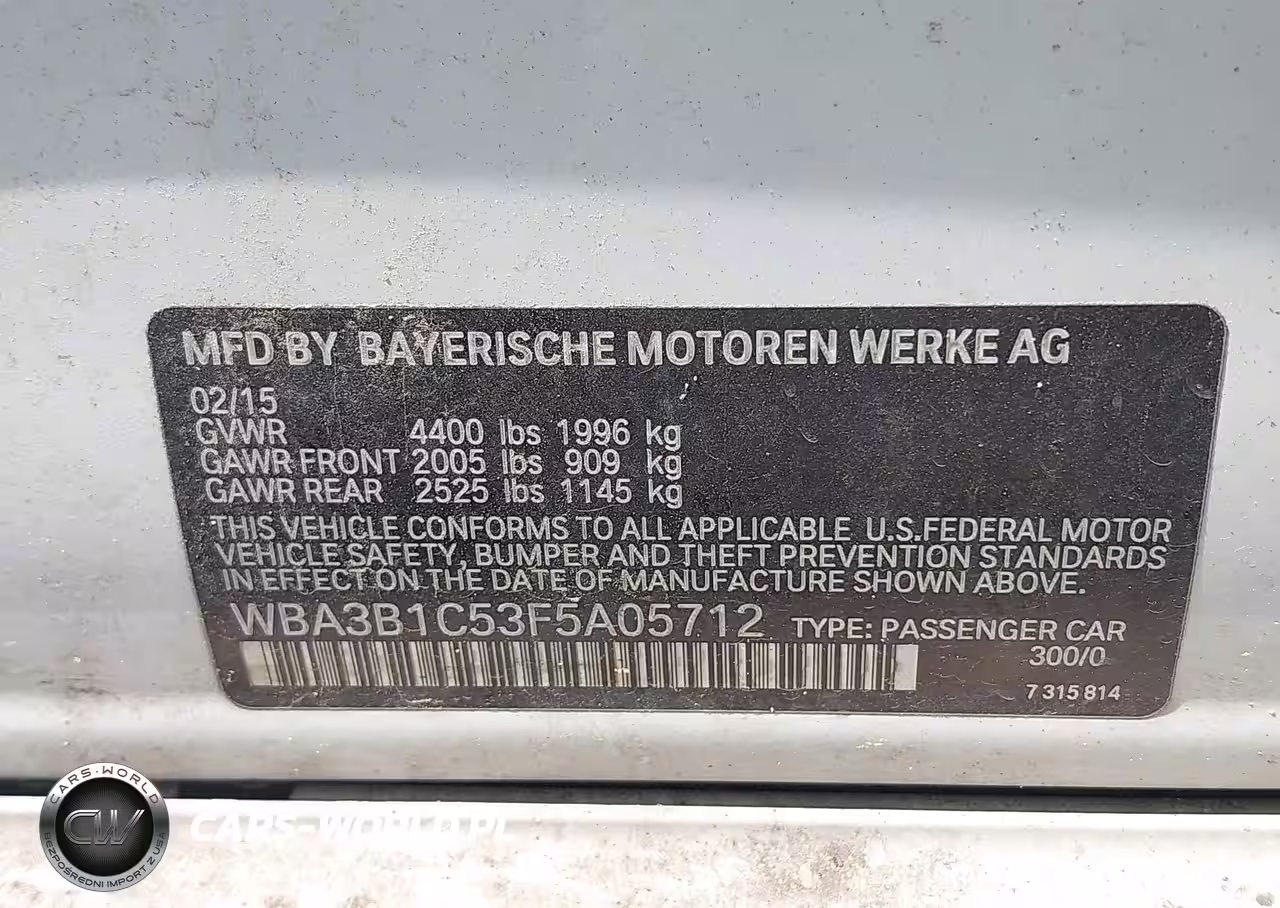 MFD BY BAYERISCHE MOTOREN WERKE AG
02/15
GVWR 4400 lbs 1996 kg
GAWR FRONT 2005 lbs 909 kg
GAWR REAR 2525 lbs 1145 kg
THIS VEHICLE CONFORMS TO ALL APPLICABLE U.S.FEDERAL MOTOR
VEHICLE SAFETY, BUMPER AND THEFT PREVENTION STANDARDS
IN EFFECT ON THE DATE OF MANUFACTURE SHOWN ABOVE.
WBA3B1C53F5A05712 TYPE: PASSENGER CAR
300/0
7 315 814
CARS-WORLD
CW
BEZPOŚREDNI IMPORT Z USA
CARS-WORLD.PL